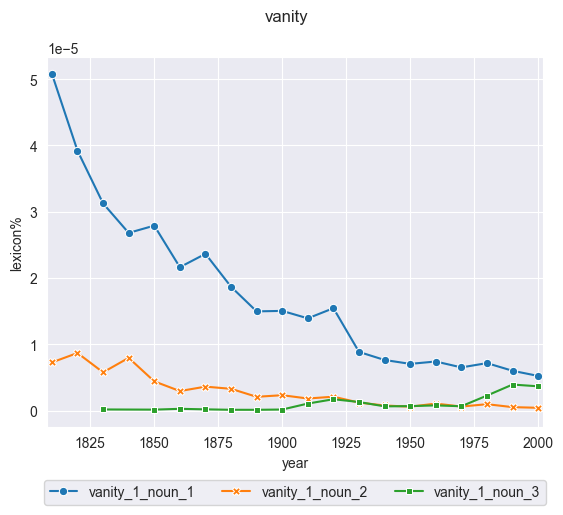 vanity
1e−5
5
4
3
2
1
0
lexicon%
1825 1850 1875 1900 1925 1950 1975 2000
year
vanity_1_noun_1 vanity_1_noun_2 vanity_1_noun_3